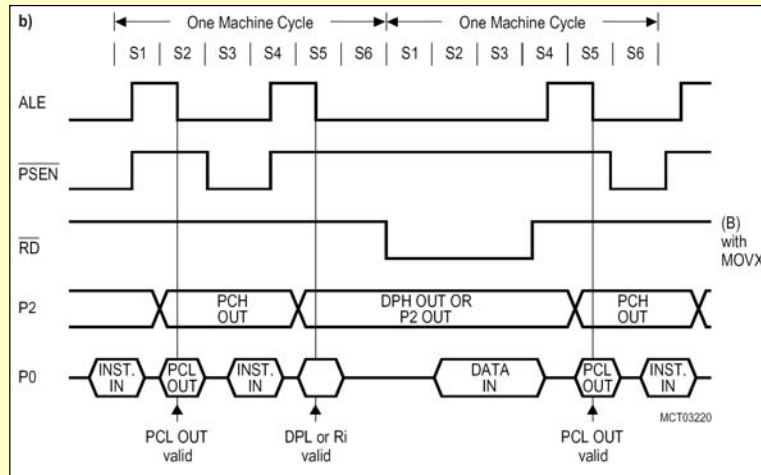 b)
One Machine Cycle
One Machine Cycle
S1 S2 S3 S4 S5 S6 S1 S2 S3 S4 S5 S6
ALE
PSEN
RD
(B)
with
MOVX
P2
PCH
OUT
DPH OUT OR
P2 OUT
PCH
OUT
P0
INST.
IN
PCL
OUT
INST.
IN
DATA
IN
PCL
OUT
INST.
IN
MCT03220
PCL OUT
valid
DPL or Ri
valid
PCL OUT
valid